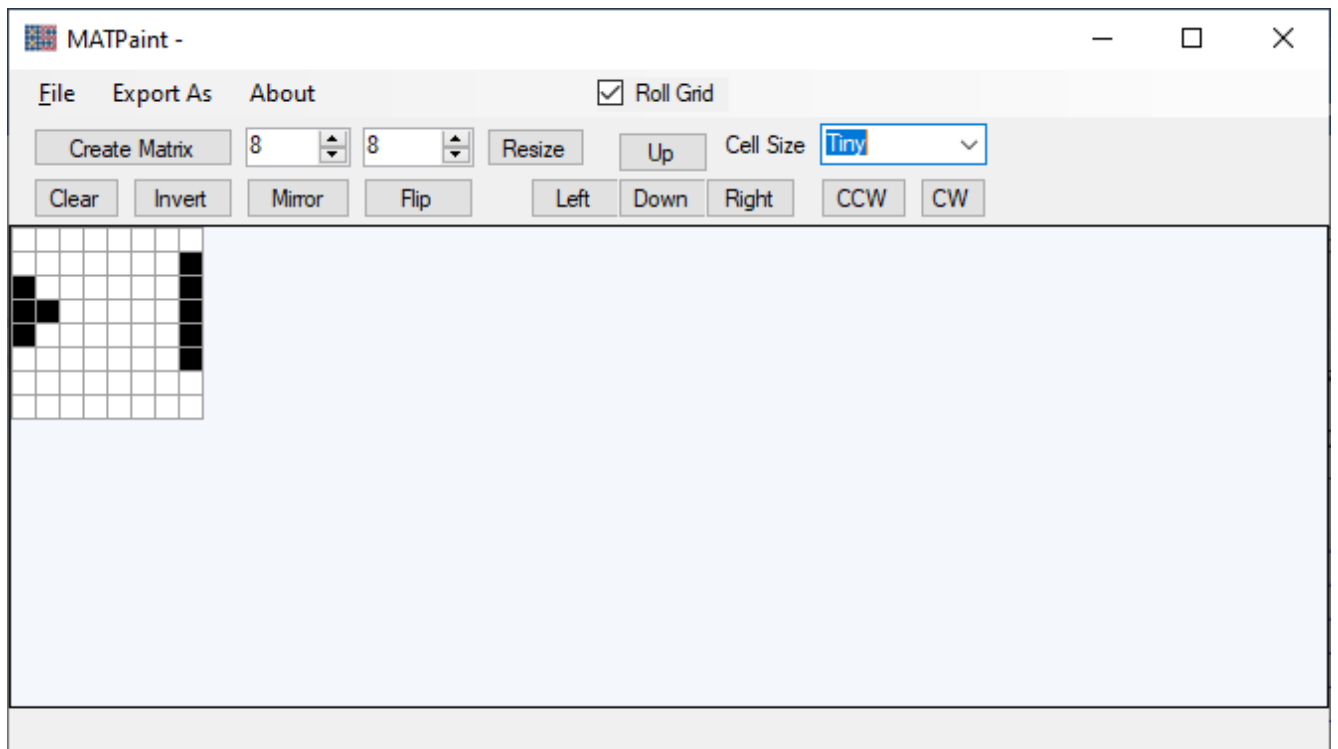 MATPaint -
File Export As About Roll Grid
Create Matrix 8 8 Resize Up Cell Size Tiny
Clear Invert Mirror Flip Left Down Right CCW CW